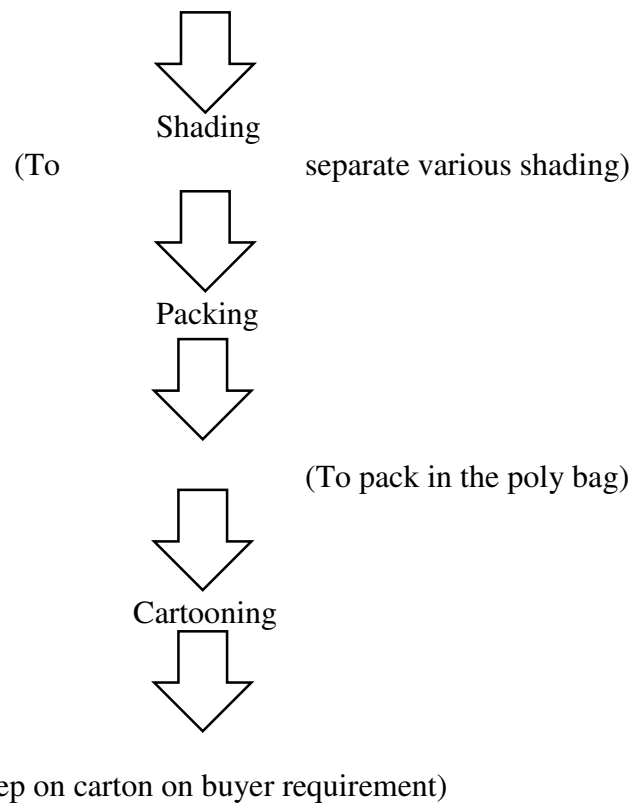 Shading
(To separate various shading)
Packing
(To pack in the poly bag)
Cartooning
ep on carton on buyer requirement)